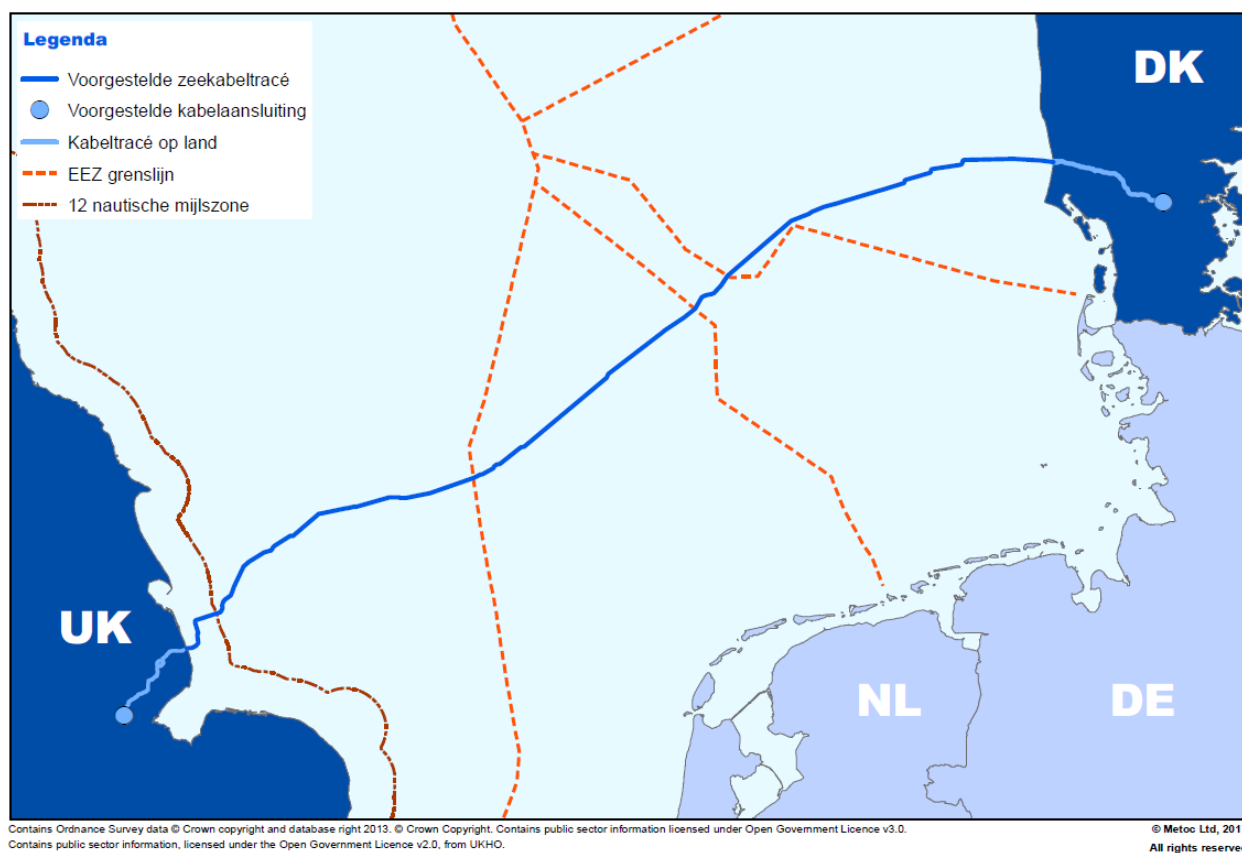 Legenda
Voorgestelde zeekabeltracé
Voorgestelde kabelaansluiting
Kabeltracé op land
EEZ grenslijn
12 nautische mijlszone
DK
UK
NL
DE
Contains Ordnance Survey data © Crown copyright and database right 2013. © Crown Copyright. Contains public sector information licensed under Open Government Licence v3.0.
Contains public sector information, licensed under the Open Government Licence v2.0, from UKHO.
© Metoc Ltd, 201
All rights reserve